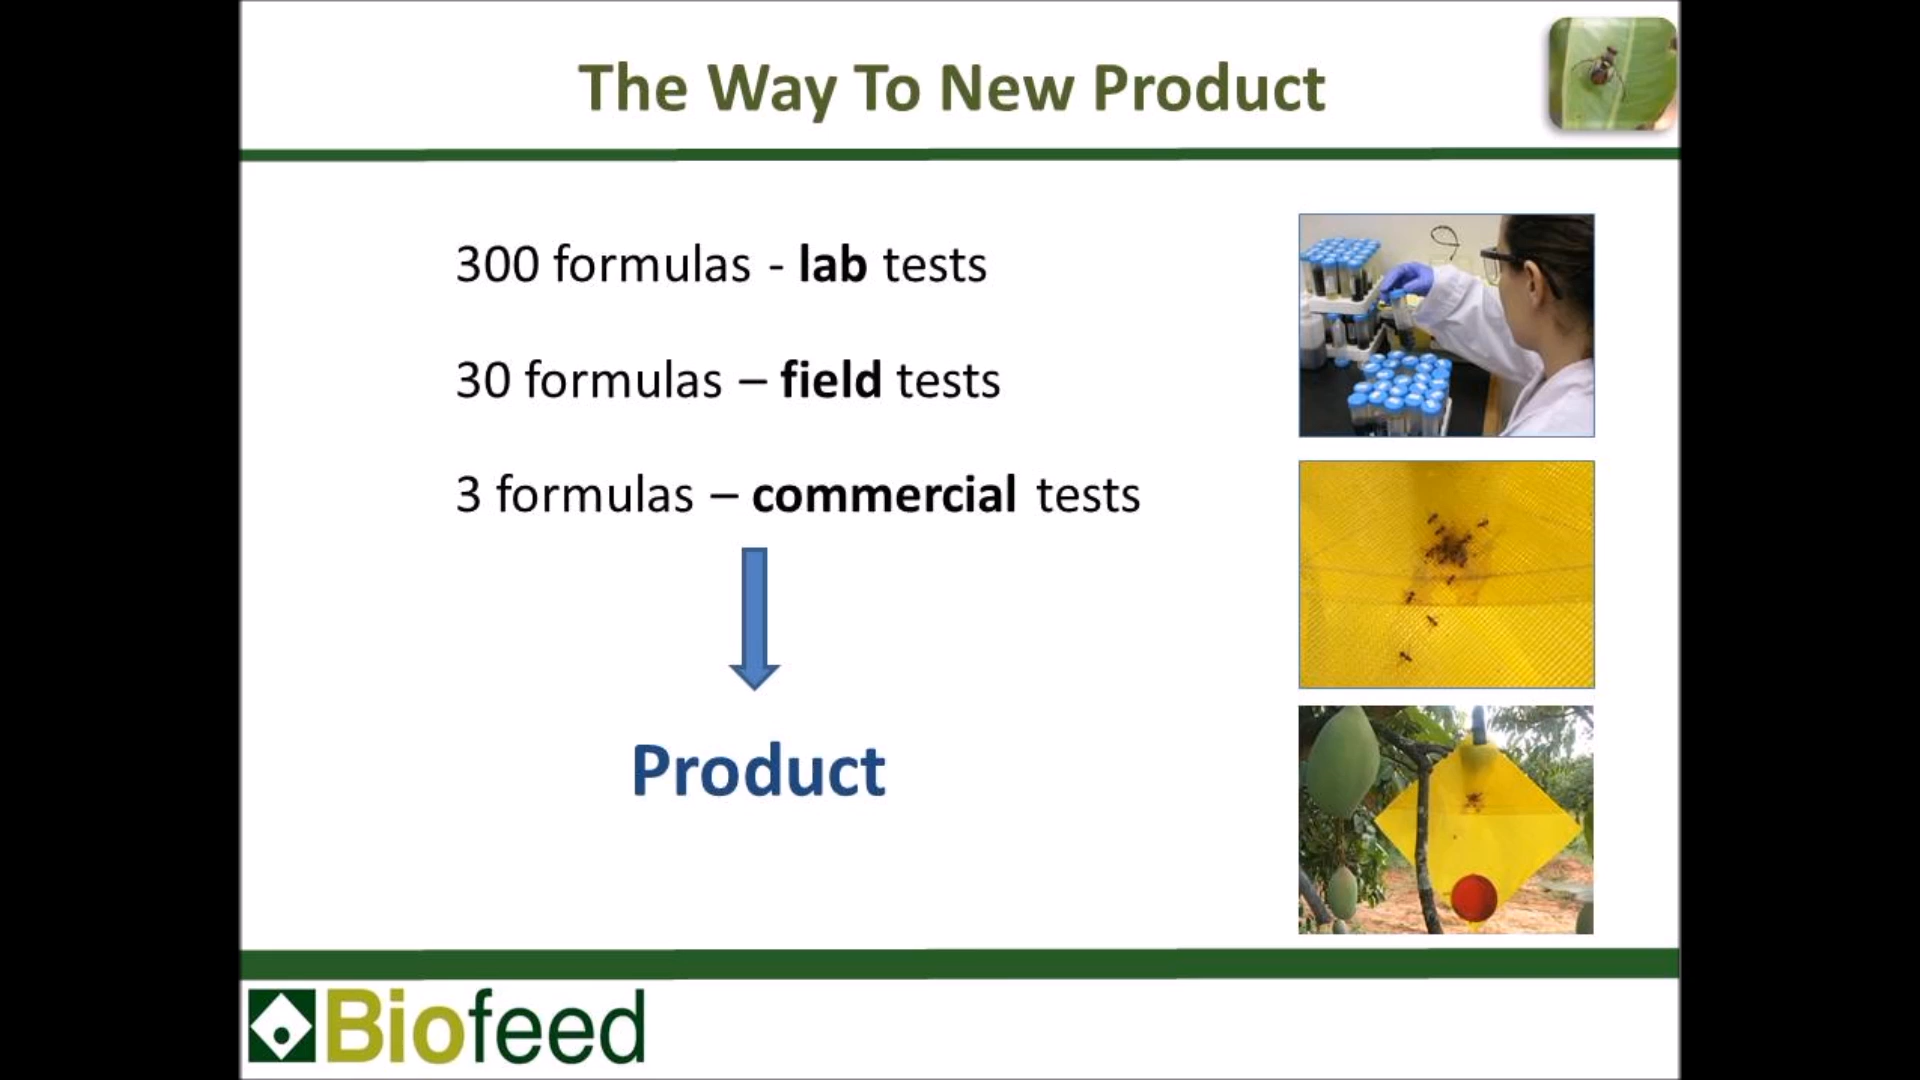 The Way To New Product
300 formulas - lab tests
30 formulas – field tests
3 formulas – commercial tests
Product
Biofeed